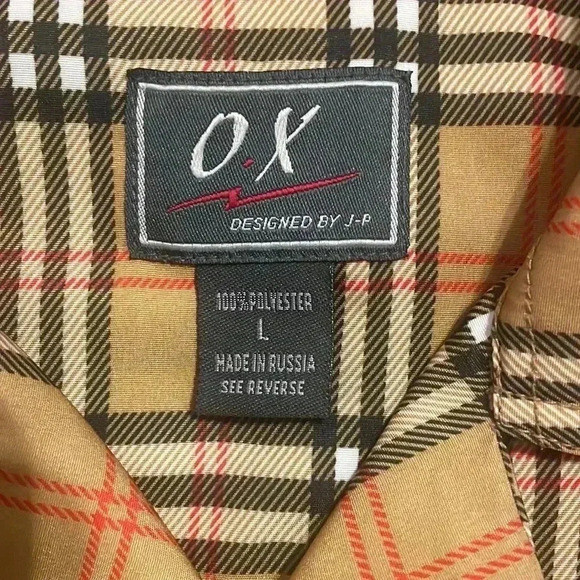 O.X
DESIGNED BY J-P
100% POLYESTER
L
MADE IN RUSSIA
SEE REVERSE